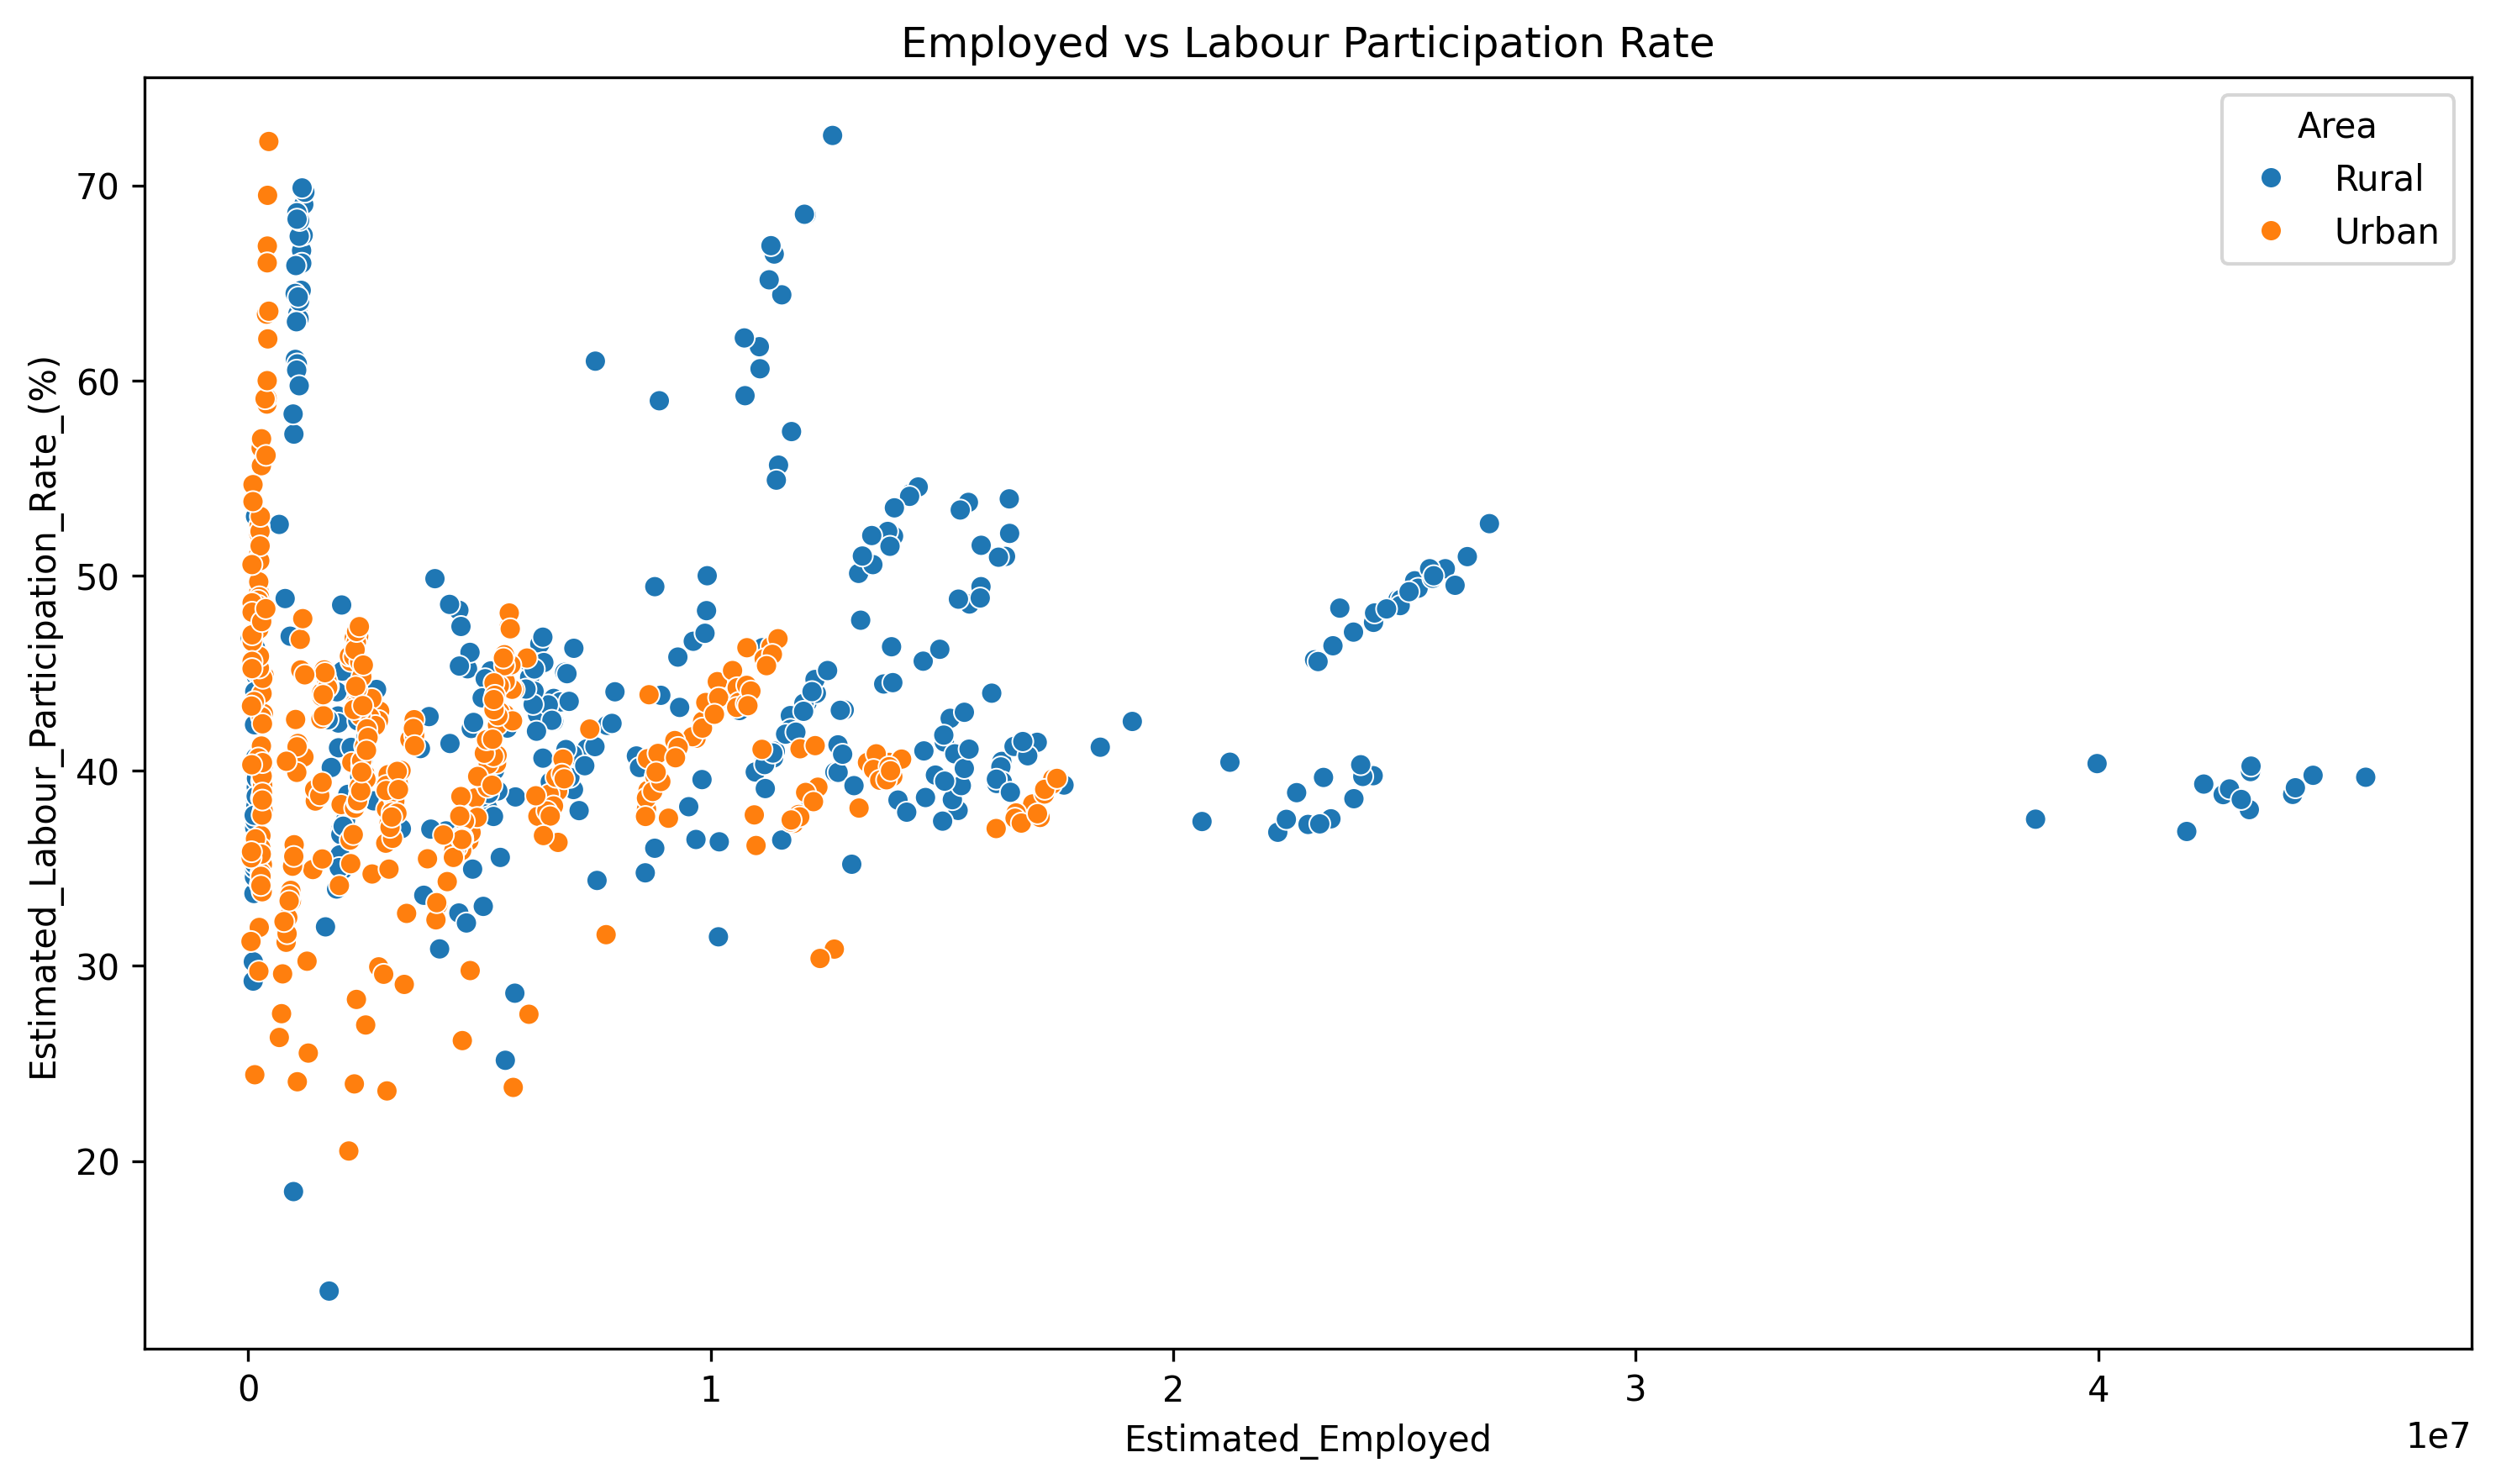 Employed vs Labour Participation Rate
Area
Rural
Urban
Estimated_Labour_Participation_Rate_(%)
70
60
50
40
30
20
0 1 2 3 4
1e7
Estimated_Employed